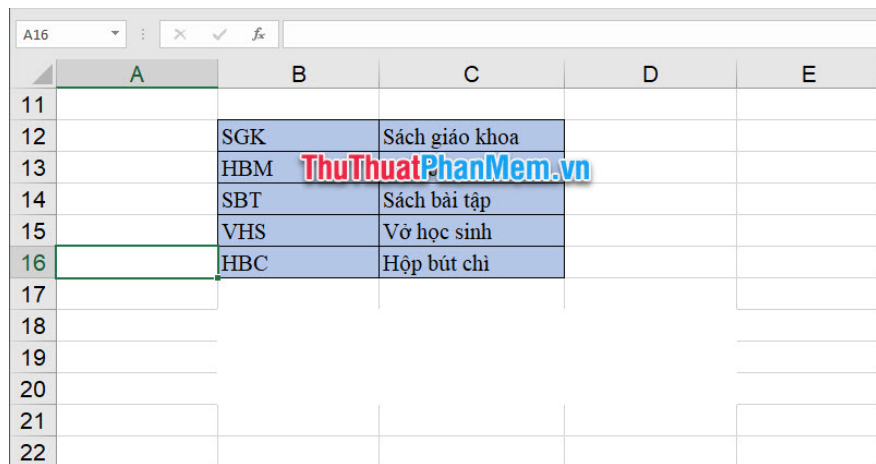 A16
fx
A B C D E
11
12 SGK Sách giáo khoa
13 HBM
ThuThuatPhanMem.vn
14 SBT Sách bài tập
15 VHS Vở học sinh
16 HBC Hộp bút chì
17
18
19
20
21
22